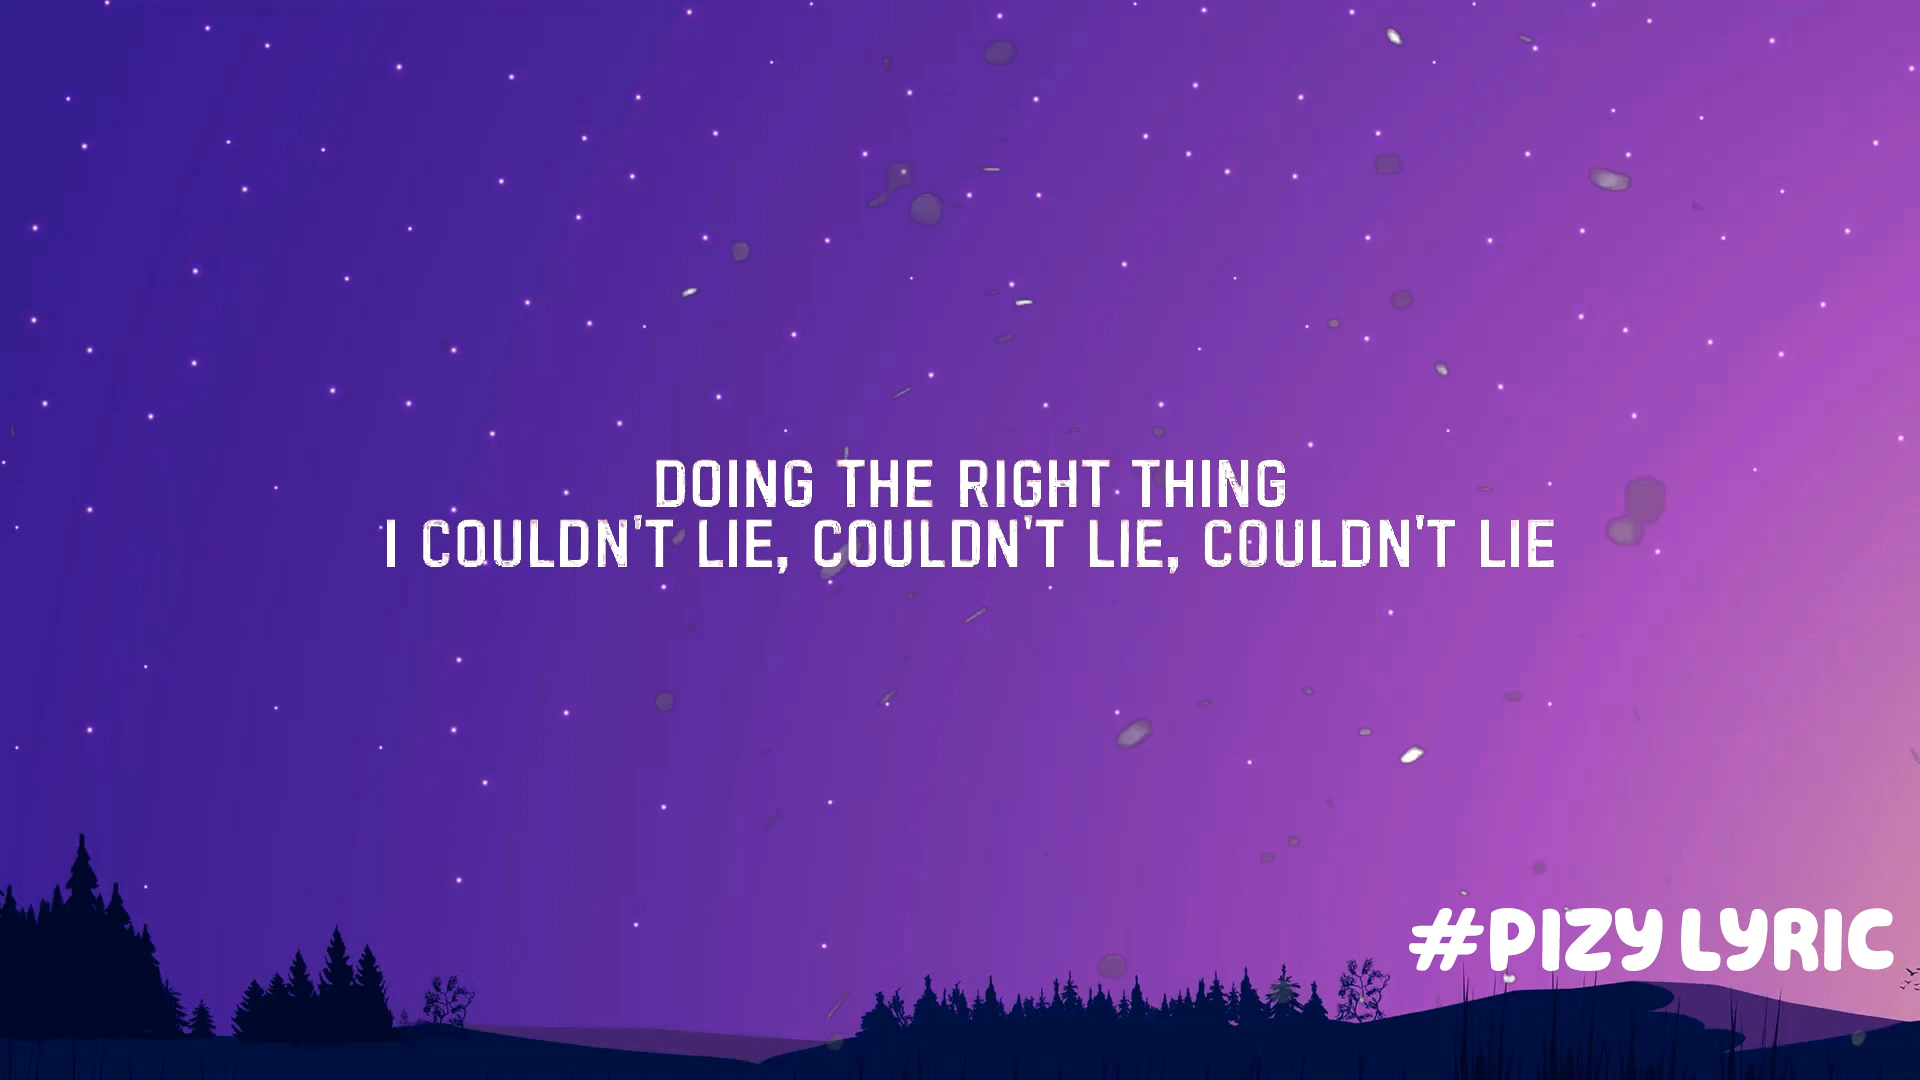 DOING THE RIGHT THING
I COULDN'T LIE, COULDN'T LIE, COULDN'T LIE
#PIZY LYRIC